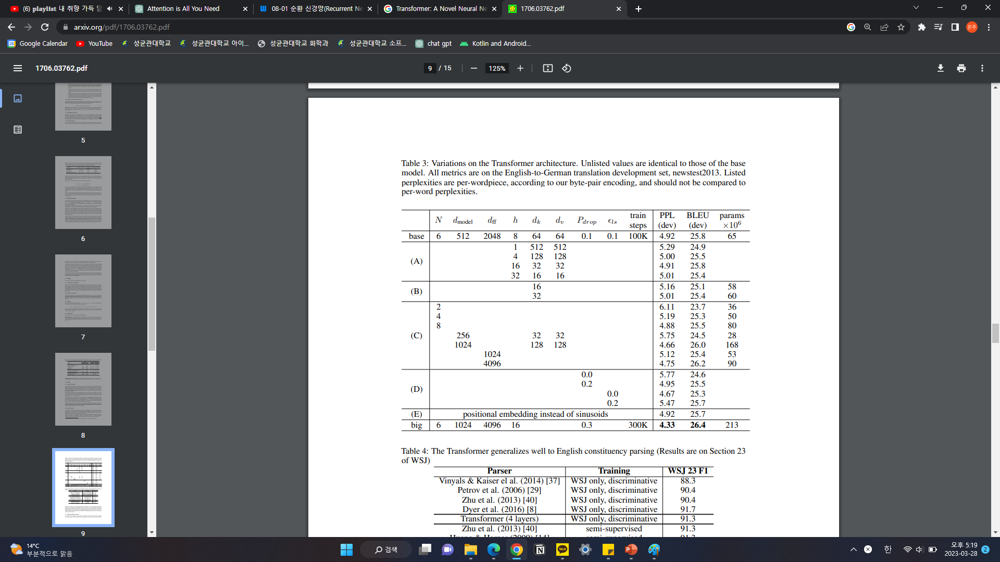 (6) playlist 내 취향 가득 담
Attention is All You Need
08-01 순환 신경망(Recurrent Ne
Transformer: A Novel Neural Ne
1706.03762.pdf
arxiv.org/pdf/1706.03762.pdf
은주
28 Google Calendar
YouTube
성균관대학교
성균관대학교 아이...
성균관대학교 화학과
성균관대학교 소프...
chat gpt
Kotlin and Android...
1706.03762.pdf
9 / 15
125%
5
6
7
8
9
Table 3: Variations on the Transformer architecture. Unlisted values are identical to those of the base
model. All metrics are on the English-to-German translation development set, newstest2013. Listed
perplexities are per-wordpiece, according to our byte-pair encoding, and should not be compared to
per-word perplexities.
N d_model d_ff h d_k d_v P_drop ϵ_ls train steps PPL (dev) BLEU (dev) params ×10^6
base 6 512 2048 8 64 64 0.1 0.1 100K 4.92 25.8 65
(A)
1 512 512 5.29 24.9
4 128 128 5.00 25.5
16 32 32 4.91 25.8
32 16 16 5.01 25.4
(B)
16 5.16 25.1 58
32 5.01 25.4 60
(C)
2 6.11 23.7 36
4 5.19 25.3 50
8 4.88 25.5 80
256 32 32 5.75 24.5 28
1024 128 128 4.66 26.0 168
1024 5.12 25.4 53
4096 4.75 26.2 90
(D)
0.0 5.77 24.6
0.2 4.95 25.5
0.0 4.67 25.3
0.2 5.47 25.7
(E) positional embedding instead of sinusoids 4.92 25.7
big 6 1024 4096 16 0.3 300K 4.33 26.4 213
Table 4: The Transformer generalizes well to English constituency parsing (Results are on Section 23
of WSJ)
Parser Training WSJ 23 F1
Vinyals & Kaiser el al. (2014) [37] WSJ only, discriminative 88.3
Petrov et al. (2006) [29] WSJ only, discriminative 90.4
Zhu et al. (2013) [40] WSJ only, discriminative 90.4
Dyer et al. (2016) [8] WSJ only, discriminative 91.7
Transformer (4 layers) WSJ only, discriminative 91.3
Zhu et al. (2013) [40] semi-supervised 91.3
14°C
부분적으로 맑음
검색
TALK
한
오후 5:19
2023-03-28
2